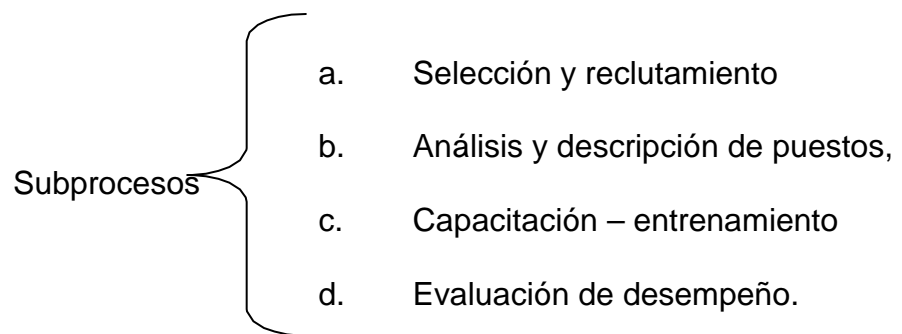 Subprocesos
a. Selección y reclutamiento
b. Análisis y descripción de puestos,
c. Capacitación – entrenamiento
d. Evaluación de desempeño.